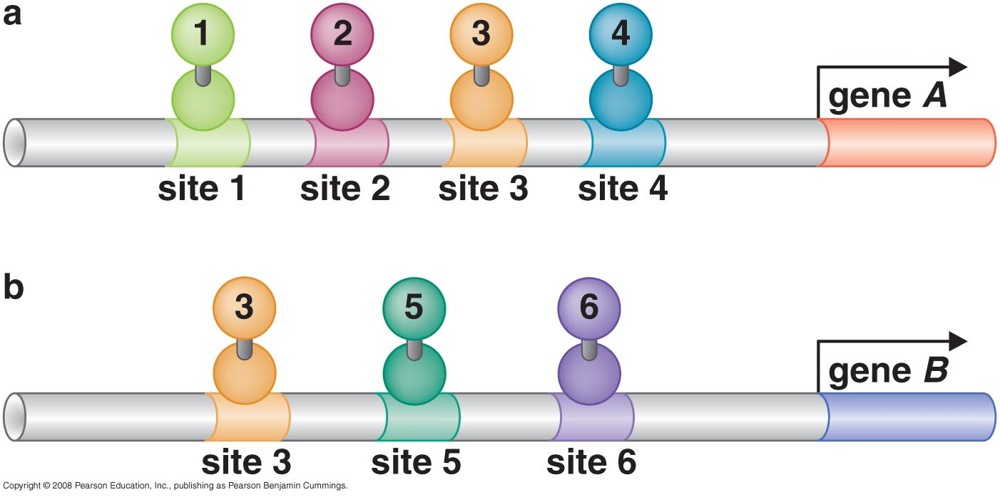 a
1 2 3 4
gene A
site 1 site 2 site 3 site 4
b
3 5 6
gene B
site 3 site 5 site 6
Copyright © 2008 Pearson Education, Inc., publishing as Pearson Benjamin Cummings.